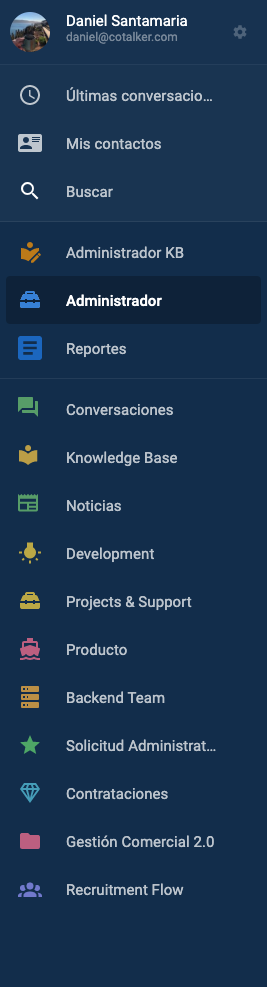 Daniel Santamaria
daniel@cotalker.com
Últimas conversacio...
Mis contactos
Buscar
Administrador KB
Administrador
Reportes
Conversaciones
Knowledge Base
Noticias
Development
Projects & Support
Producto
Backend Team
Solicitud Administrat...
Contrataciones
Gestión Comercial 2.0
Recruitment Flow